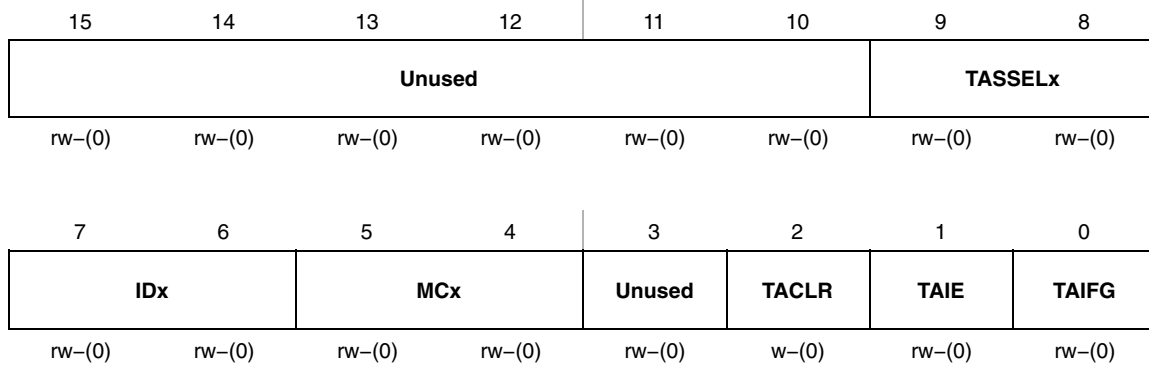 15 14 13 12 11 10 9 8
Unused TASSELx
rw−(0) rw−(0) rw−(0) rw−(0) rw−(0) rw−(0) rw−(0) rw−(0)
7 6 5 4 3 2 1 0
IDx MCx Unused TACLR TAIE TAIFG
rw−(0) rw−(0) rw−(0) rw−(0) rw−(0) w−(0) rw−(0) rw−(0)